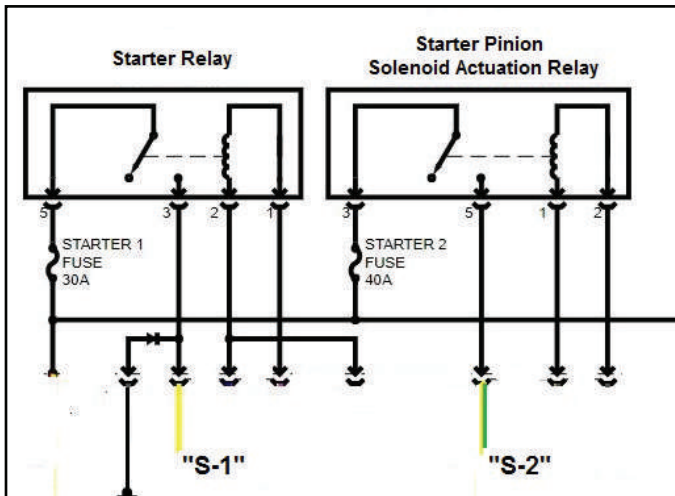 Starter Relay
Starter Pinion
Solenoid Actuation Relay
5 3 2 1 3 5 1 2
STARTER 1
FUSE
30A
STARTER 2
FUSE
40A
"S-1" "S-2"